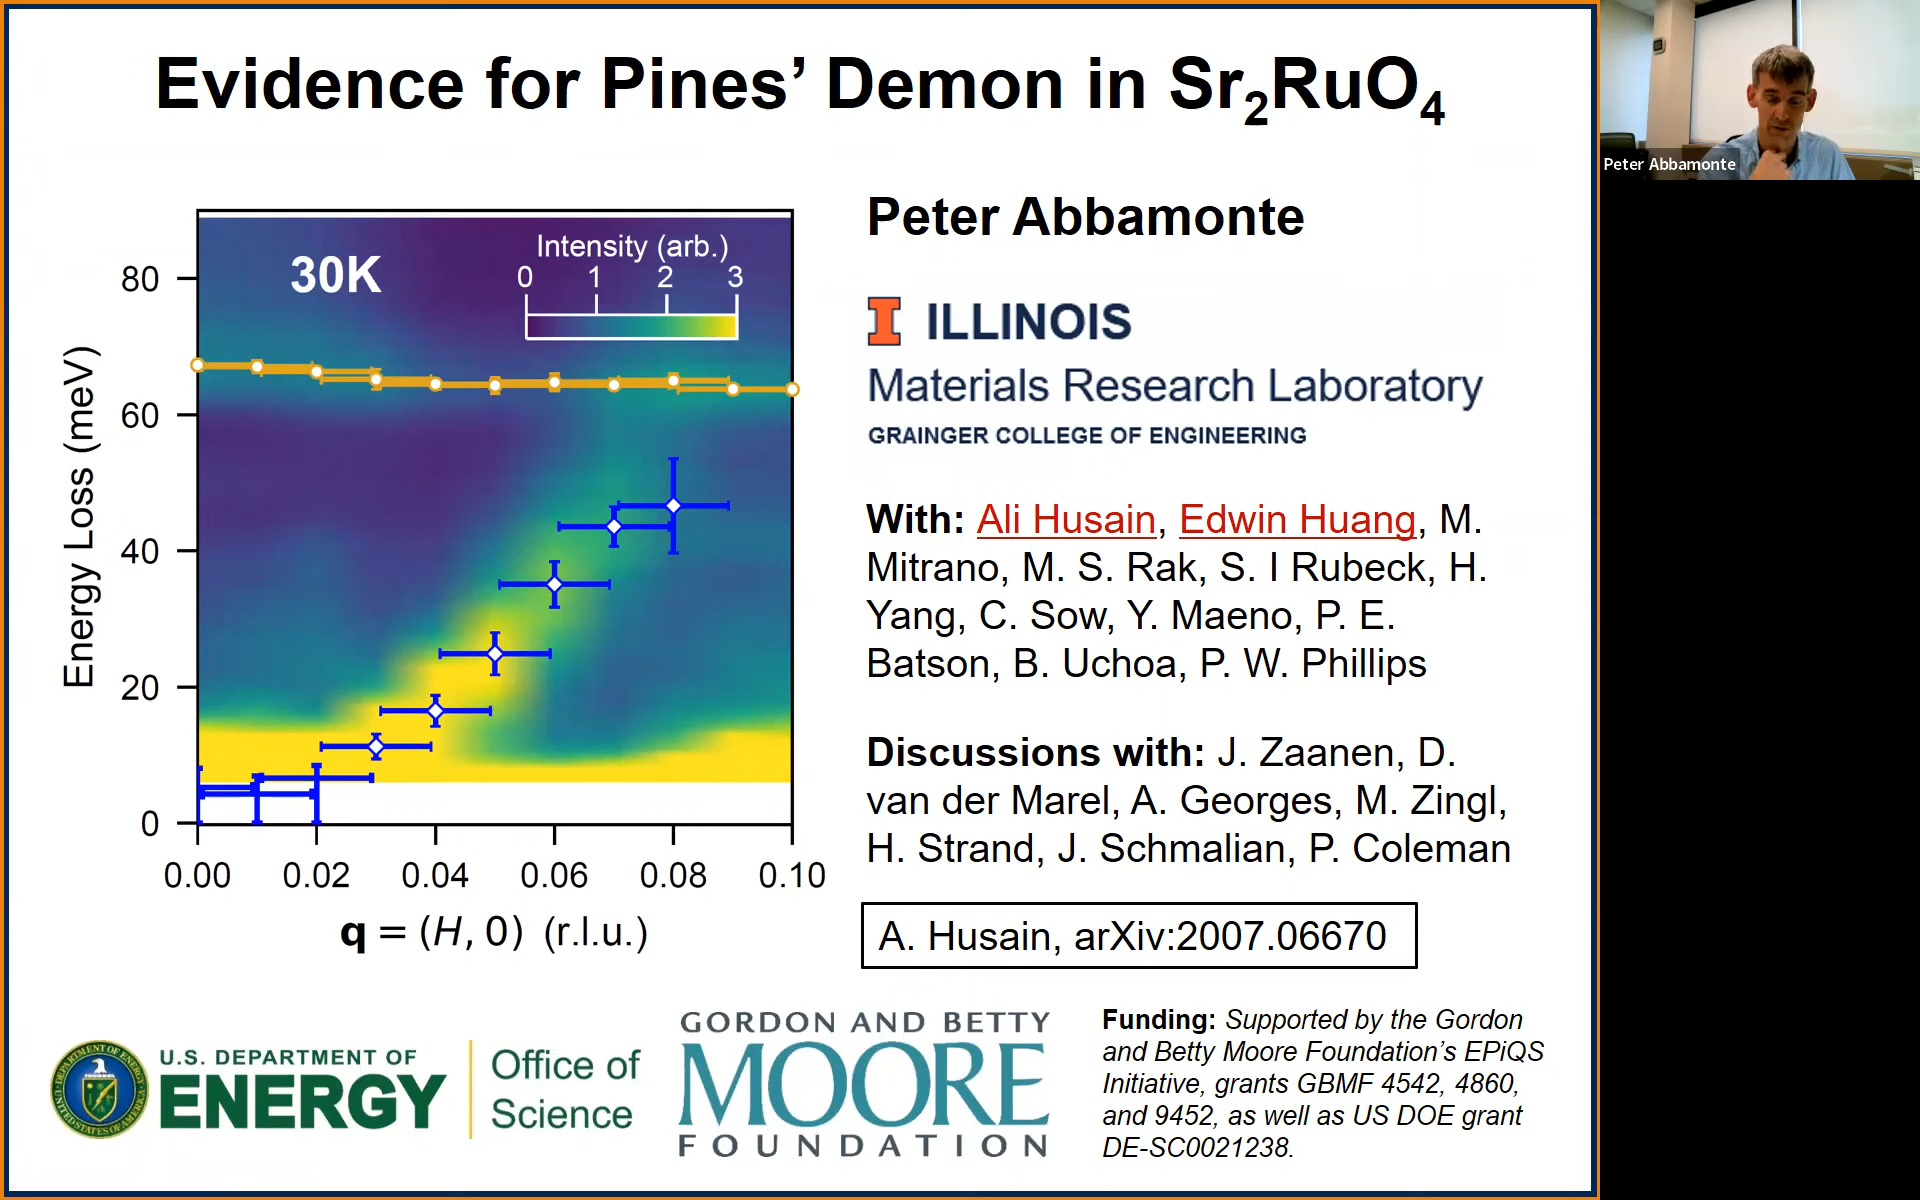 Evidence for Pines’ Demon in Sr2RuO4
Peter Abbamonte
Peter Abbamonte
30K
Intensity (arb.)
0 1 2 3
Energy Loss (meV)
80
60
40
20
0
0.00 0.02 0.04 0.06 0.08 0.10
q = (H, 0) (r.l.u.)
I ILLINOIS
Materials Research Laboratory
GRAINGER COLLEGE OF ENGINEERING
With: Ali Husain, Edwin Huang, M.
Mitrano, M. S. Rak, S. I Rubeck, H.
Yang, C. Sow, Y. Maeno, P. E.
Batson, B. Uchoa, P. W. Phillips
Discussions with: J. Zaanen, D.
van der Marel, A. Georges, M. Zingl,
H. Strand, J. Schmalian, P. Coleman
A. Husain, arXiv:2007.06670
U.S. DEPARTMENT OF
ENERGY
Office of
Science
GORDON AND BETTY
MOORE
FOUNDATION
Funding: Supported by the Gordon
and Betty Moore Foundation’s EPiQS
Initiative, grants GBMF 4542, 4860,
and 9452, as well as US DOE grant
DE-SC0021238.